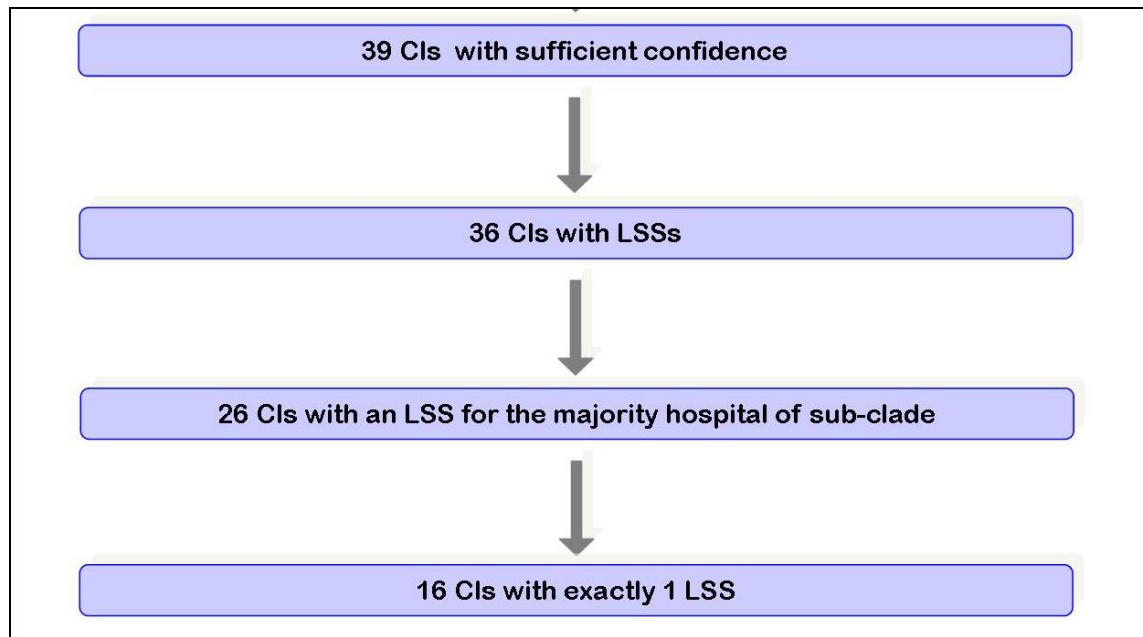 39 CIs with sufficient confidence
36 CIs with LSSs
26 CIs with an LSS for the majority hospital of sub-clade
16 CIs with exactly 1 LSS